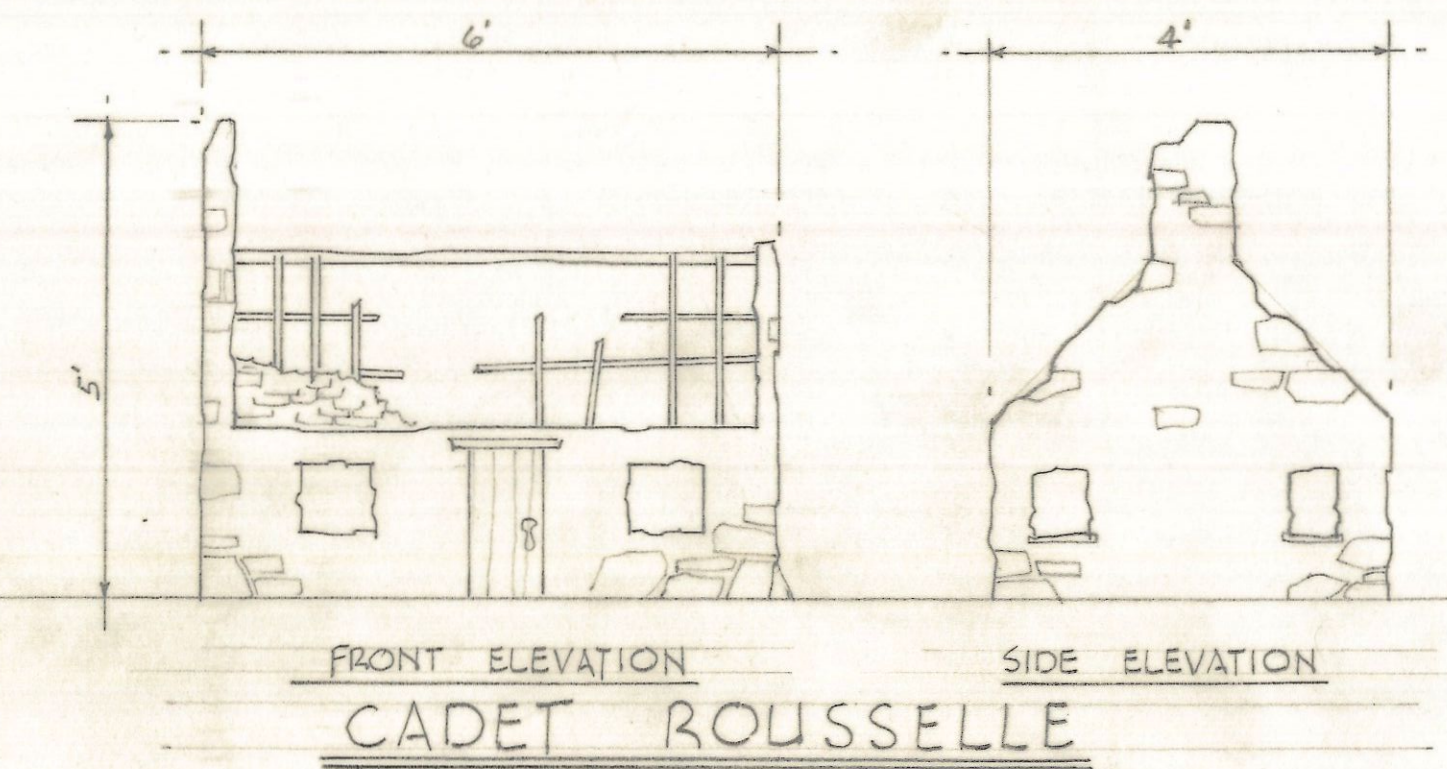 6'
4'
5'
FRONT ELEVATION
SIDE ELEVATION
CADET ROUSSELLE